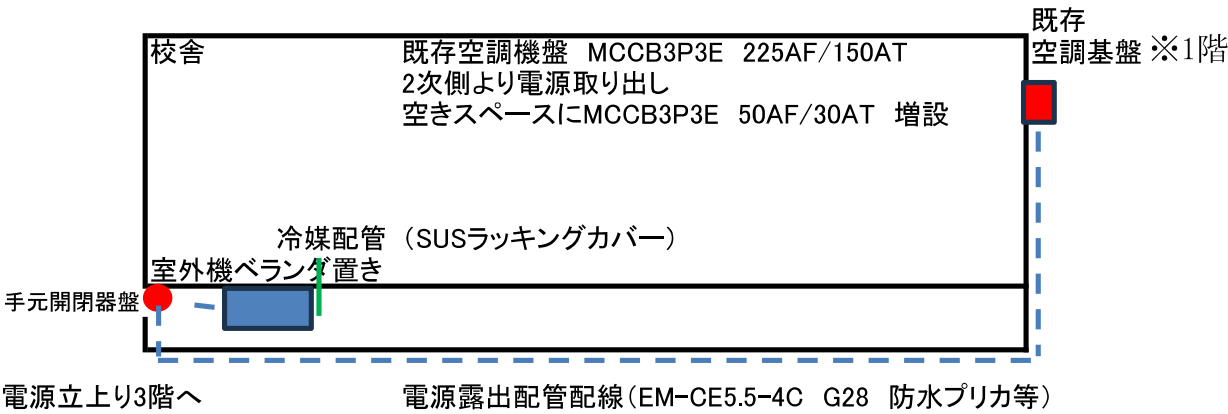 既存
空調基盤 ※1階
校舎
既存空調機盤 MCCB3P3E 225AF/150AT
2次側より電源取り出し
空きスペースにMCCB3P3E 50AF/30AT 増設
冷媒配管 （SUSラッキングカバー）
室外機ベランダ置き
手元開閉器盤
電源立上り3階へ
電源露出配管配線（EM-CE5.5-4C G28 防水プリカ等）